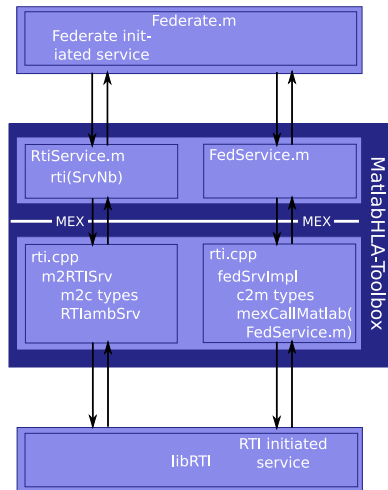 Federate.m
Federate init-
iated service
RtiService.m
rti(SrvNb)
FedService.m
MEX
MEX
rti.cpp
m2RTISrv
m2c types
RTIambSrv
rti.cpp
fedSrvImpl
c2m types
mexCallMatlab(
FedService.m)
MatlabHLA-Toolbox
libRTI
RTI initiated
service